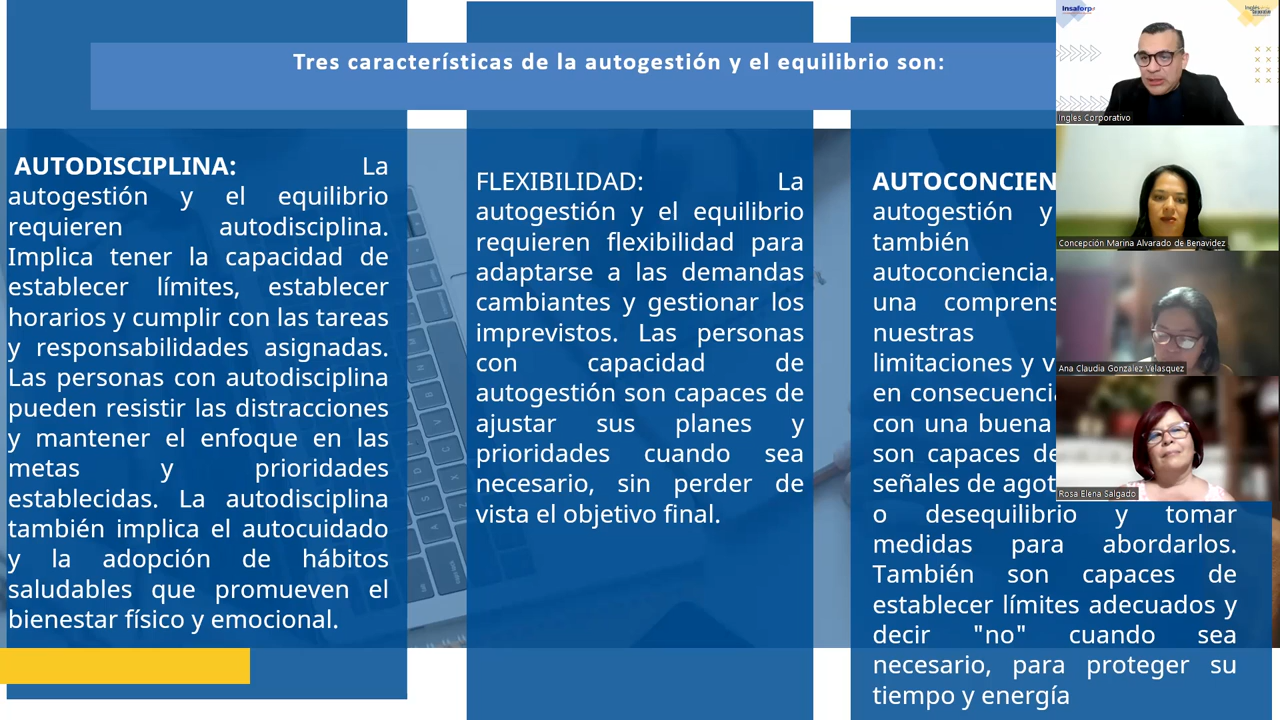 Tres características de la autogestión y el equilibrio son:
AUTODISCIPLINA: La
autogestión y el equilibrio
requieren autodisciplina.
Implica tener la capacidad de
establecer límites, establecer
horarios y cumplir con las tareas
y responsabilidades asignadas.
Las personas con autodisciplina
pueden resistir las distracciones
y mantener el enfoque en las
metas y prioridades
establecidas. La autodisciplina
también implica el autocuidado
y la adopción de hábitos
saludables que promueven el
bienestar físico y emocional.
FLEXIBILIDAD: La
autogestión y el equilibrio
requieren flexibilidad para
adaptarse a las demandas
cambiantes y gestionar los
imprevistos. Las personas
con capacidad de
autogestión son capaces de
ajustar sus planes y
prioridades cuando sea
necesario, sin perder de
vista el objetivo final.
AUTOCONCIEN
autogestión y
también
autoconciencia.
una comprens
nuestras
limitaciones y v
en consecuencia
con una buena
son capaces de
señales de agot
o desequilibrio y tomar
medidas para abordarlos.
También son capaces de
establecer límites adecuados y
decir "no" cuando sea
necesario, para proteger su
tiempo y energía
Insaforp
Ingles Corporativo
Concepción Marina Alvarado de Benavidez
Ana Claudia González Velasquez
Rosa Elena Salgado